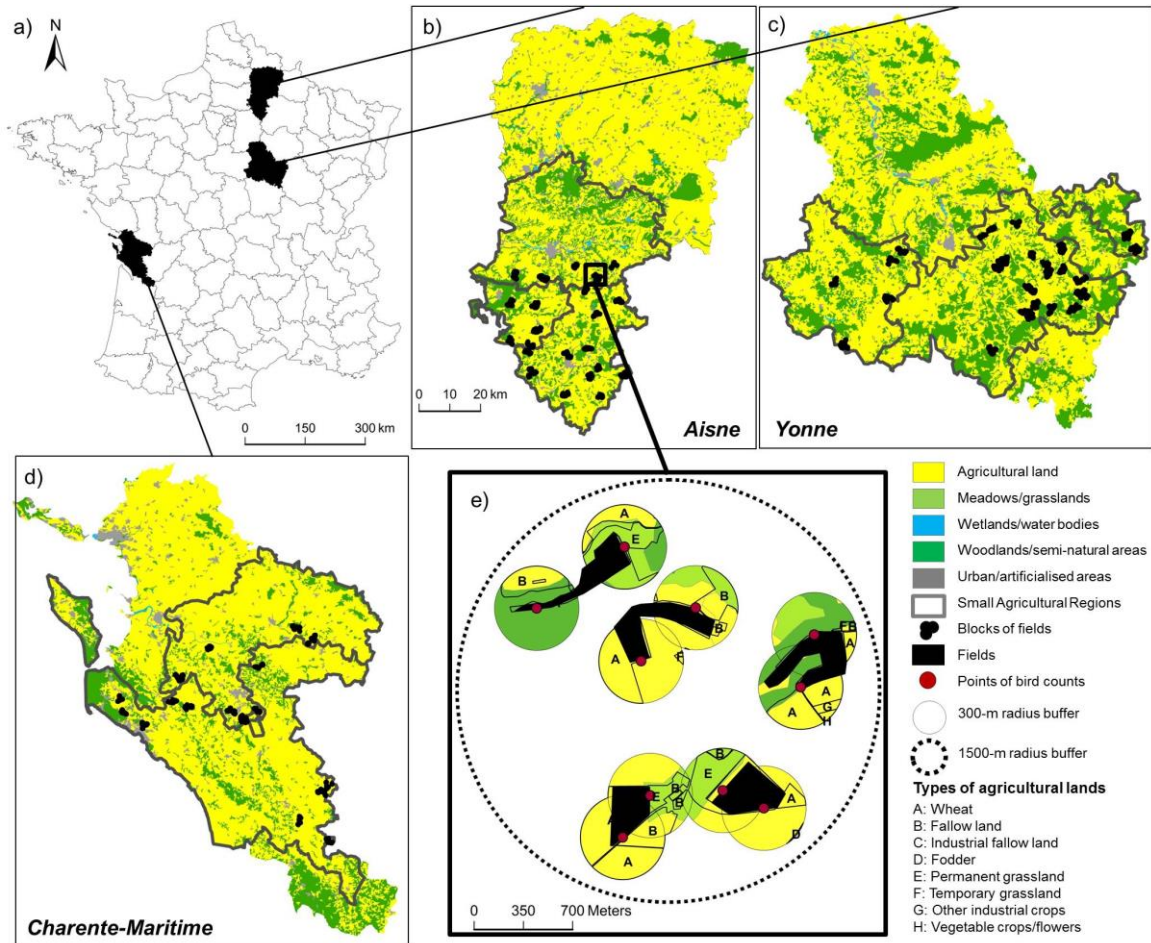 a)
N
0 150 300 km
b)
0 10 20 km
Aisne
c)
Yonne
d)
Charente-Maritime
e)
A
E
B
B
B
A
F
F B
A
A
G
A
H
B
E
B
E
B
A
B
A
A
D
0 350 700 Meters
Agricultural land
Meadows/grasslands
Wetlands/water bodies
Woodlands/semi-natural areas
Urban/artificialised areas
Small Agricultural Regions
Blocks of fields
Fields
Points of bird counts
300-m radius buffer
1500-m radius buffer
Types of agricultural lands
A: Wheat
B: Fallow land
C: Industrial fallow land
D: Fodder
E: Permanent grassland
F: Temporary grassland
G: Other industrial crops
H: Vegetable crops/flowers